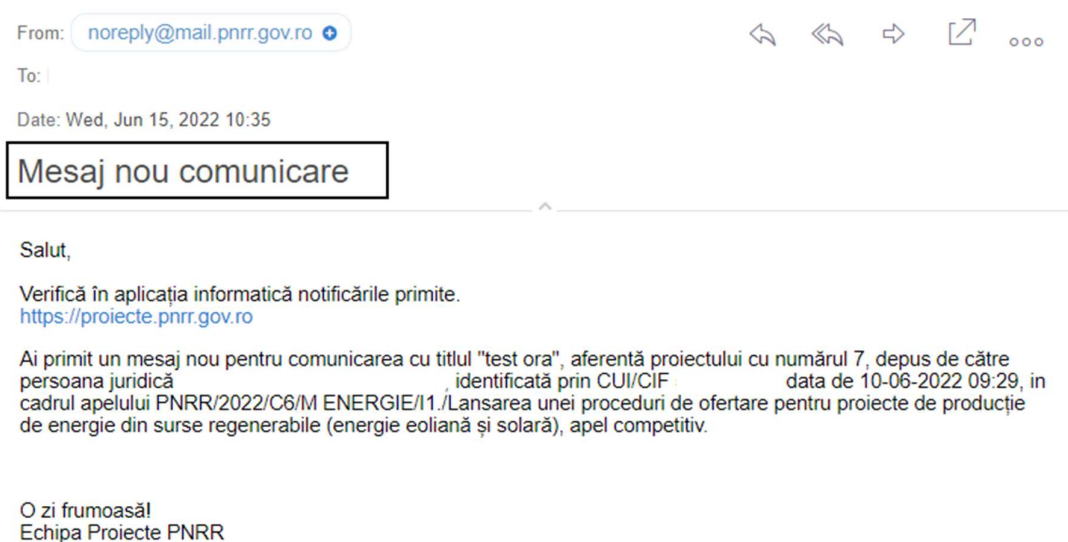 From: noreply@mail.pnrr.gov.ro
To:
Date: Wed, Jun 15, 2022 10:35
Mesaj nou comunicare
Salut,
Verifică în aplicația informatică notificările primite.
https://proiecte.pnrr.gov.ro
Ai primit un mesaj nou pentru comunicarea cu titlul "test ora", aferentă proiectului cu numărul 7, depus de către
persoana juridică , identificată prin CUI/CIF data de 10-06-2022 09:29, in
cadrul apelului PNRR/2022/C6/M ENERGIE/I1./Lansarea unei proceduri de ofertare pentru proiecte de producție
de energie din surse regenerabile (energie eoliană și solară), apel competitiv.
O zi frumoasă!
Echipa Proiecte PNRR